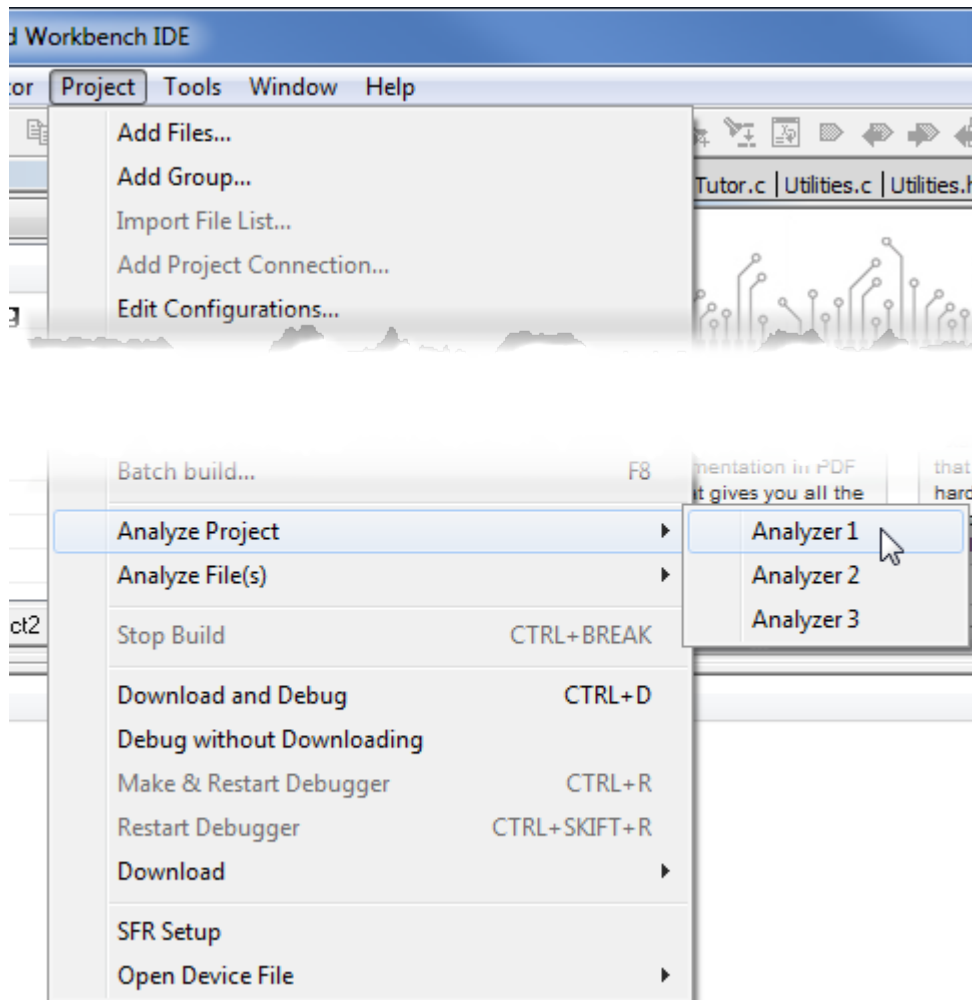 d Workbench IDE
or Project Tools Window Help
Add Files...
Add Group...
Tutor.c Utilities.c Utilities.h
Import File List...
Add Project Connection...
Edit Configurations...
g
Batch build... F8
mentation in PDF that
it gives you all the hard
Analyze Project Analyzer 1
Analyze File(s) Analyzer 2
Analyzer 3
ct2
Stop Build CTRL+BREAK
Download and Debug CTRL+D
Debug without Downloading
Make & Restart Debugger CTRL+R
Restart Debugger CTRL+SKIFT+R
Download
SFR Setup
Open Device File